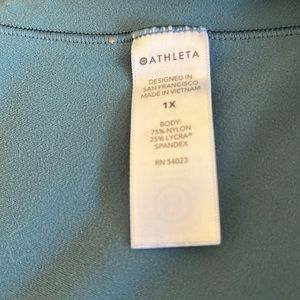 ATHLETA
DESIGNED IN
SAN FRANCISCO
MADE IN VIETNAM
1X
BODY:
75% NYLON
25% LYCRA®
SPANDEX
RN 54023